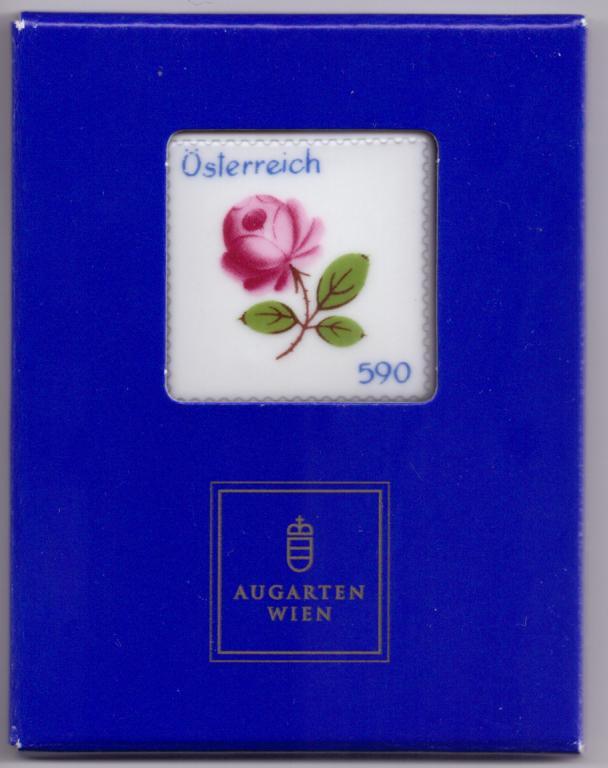 Österreich
590
AUGARTEN
WIEN